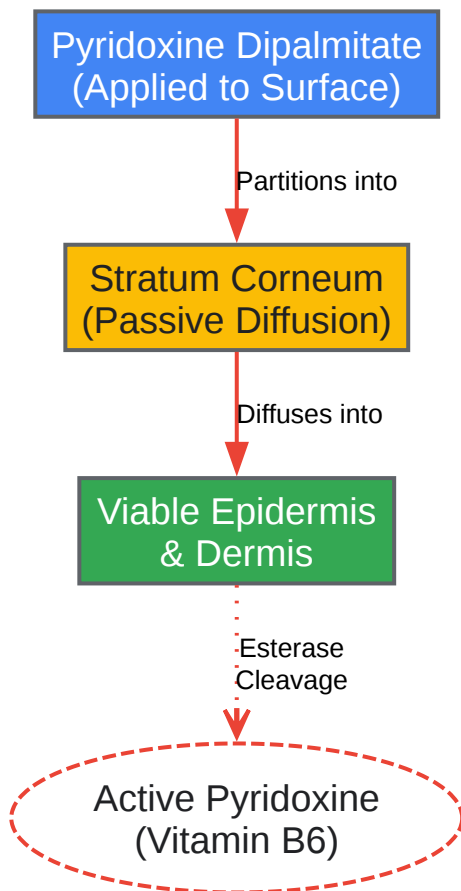 Pyridoxine Dipalmitate
(Applied to Surface)
Partitions into
Stratum Corneum
(Passive Diffusion)
Diffuses into
Viable Epidermis
& Dermis
Esterase
Cleavage
Active Pyridoxine
(Vitamin B6)